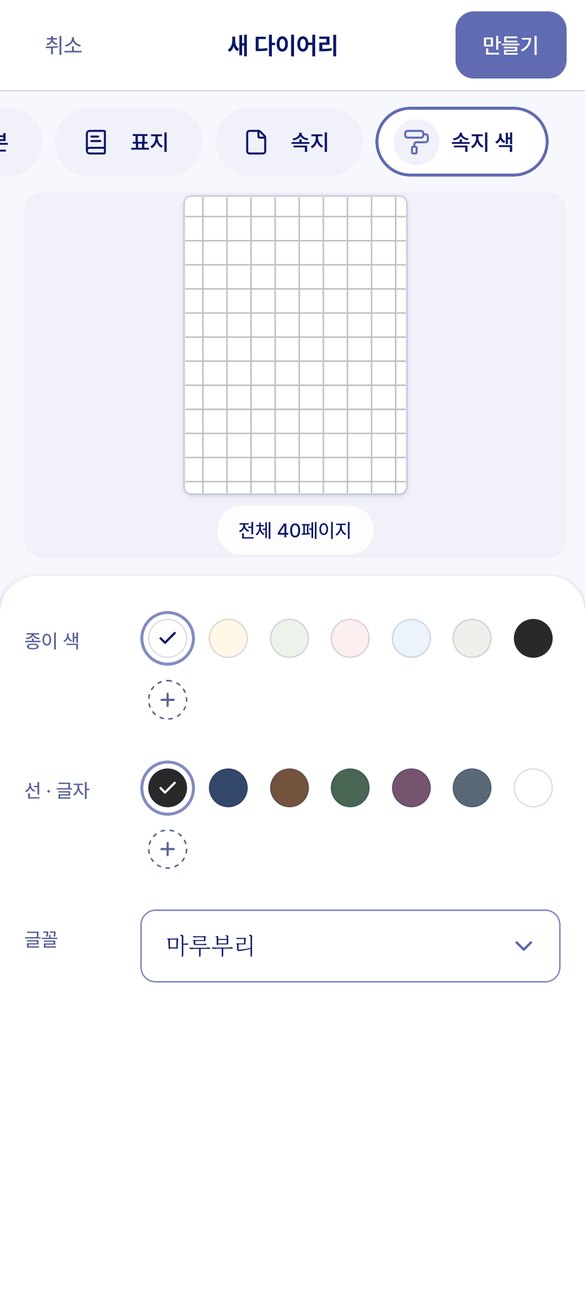 취소
새 다이어리
만들기
표지
속지
속지 색
전체 40페이지
종이 색
선 · 글자
글꼴
마루부리